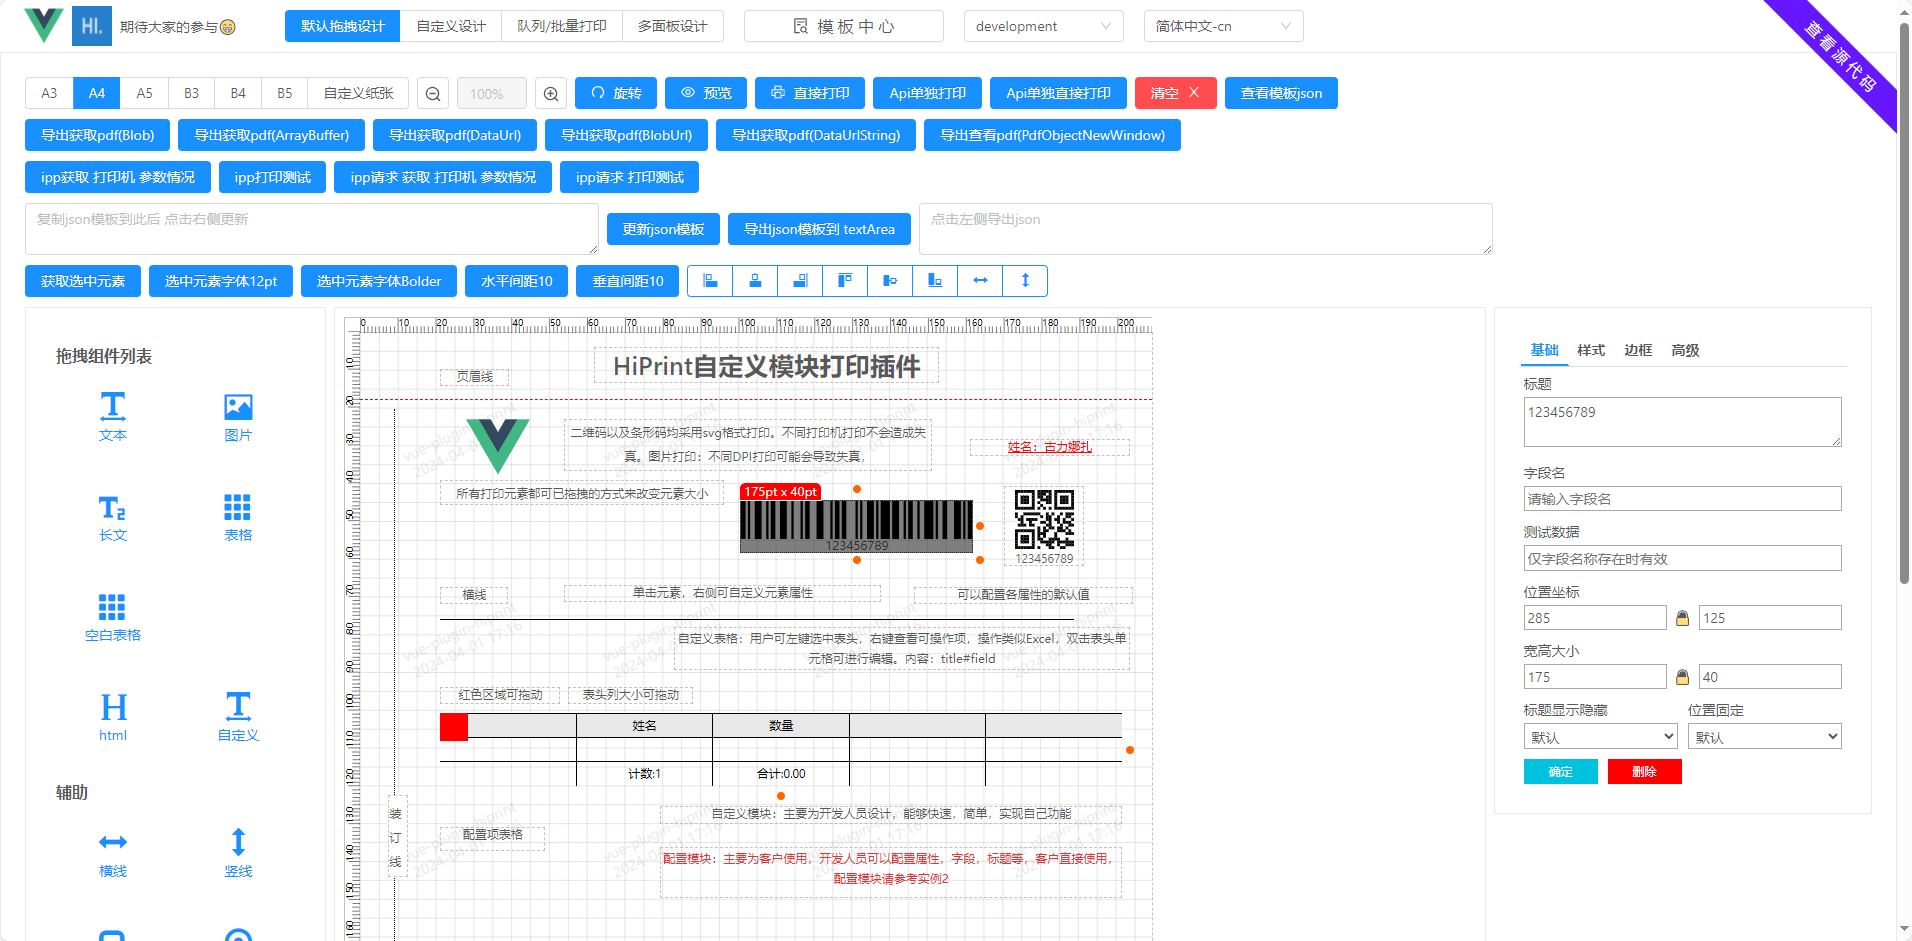 HI. 期待大家的参与😁 默认拖拽设计 自定义设计 队列/批量打印 多面板设计 模 板 中 心 development 简体中文-cn
查看源代码
A3 A4 A5 B3 B4 B5 自定义纸张 100% 旋转 预览 直接打印 Api单独打印 Api单独直接打印 清空 X 查看模板json
导出获取pdf(Blob) 导出获取pdf(ArrayBuffer) 导出获取pdf(DataUrl) 导出获取pdf(BlobUrl) 导出获取pdf(DataUrlString) 导出查看pdf(PdfObjectNewWindow)
ipp获取 打印机 参数情况 ipp打印测试 ipp请求 获取 打印机 参数情况 ipp请求 打印测试
复制json模板到此后 点击右侧更新 更新json模板 导出json模板到 textArea 点击左侧导出json
获取选中元素 选中元素字体12pt 选中元素字体Bolder 水平间距10 垂直间距10
拖拽组件列表
文本 图片
长文 表格
空白表格
html 自定义
辅助
横线 竖线
0 10 20 30 40 50 60 70 80 90 100 110 120 130 140 150 160 170 180 190 200
10
20
30
40
50
60
70
80
90
100
110
120
130
140
150
160
HiPrint自定义模块打印插件
页眉线
二维码以及条形码均采用svg格式打印。不同打印机打印不会造成失
真。图片打印：不同DPI打印可能会导致失真，
姓名：古力娜扎
所有打印元素都可已拖拽的方式来改变元素大小
175pt x 40pt
123456789
123456789
横线 单击元素，右侧可自定义元素属性 可以配置各属性的默认值
自定义表格：用户可左键选中表头，右键查看可操作项，操作类似Excel，双击表头单
元格可进行编辑。内容：title#field
红色区域可拖动 表头列大小可拖动
姓名 数量
计数:1 合计:0.00
装
订
线
自定义模块：主要为开发人员设计，能够快速，简单，实现自己功能
配置项表格
配置模块：主要为客户使用，开发人员可以配置属性，字段，标题等，客户直接使用，
配置模块请参考实例2
vue-plugin-hiprint
2024-04-01 17:16
基础 样式 边框 高级
标题
123456789
字段名
请输入字段名
测试数据
仅字段名称存在时有效
位置坐标
285 125
宽高大小
175 40
标题显示隐藏 位置固定
默认 默认
确定 删除